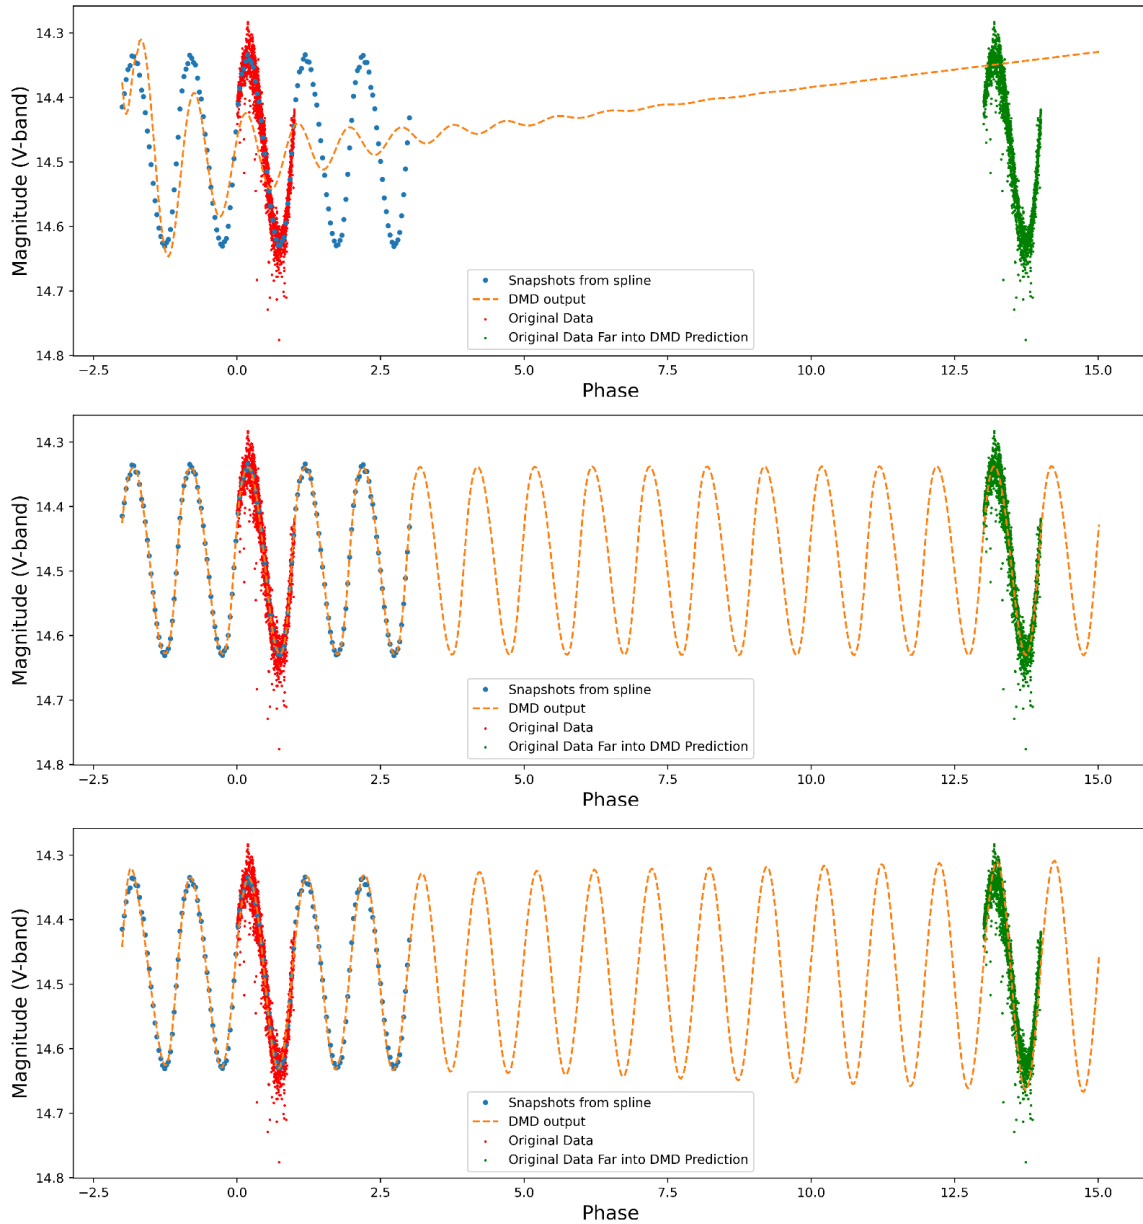 14.3
14.4
14.5
14.6
14.7
14.8
Magnitude (V-band)
Snapshots from spline
DMD output
Original Data
Original Data Far into DMD Prediction
−2.5 0.0 2.5 5.0 7.5 10.0 12.5 15.0
Phase
14.3
14.4
14.5
14.6
14.7
14.8
Magnitude (V-band)
Snapshots from spline
DMD output
Original Data
Original Data Far into DMD Prediction
−2.5 0.0 2.5 5.0 7.5 10.0 12.5 15.0
Phase
14.3
14.4
14.5
14.6
14.7
14.8
Magnitude (V-band)
Snapshots from spline
DMD output
Original Data
Original Data Far into DMD Prediction
−2.5 0.0 2.5 5.0 7.5 10.0 12.5 15.0
Phase